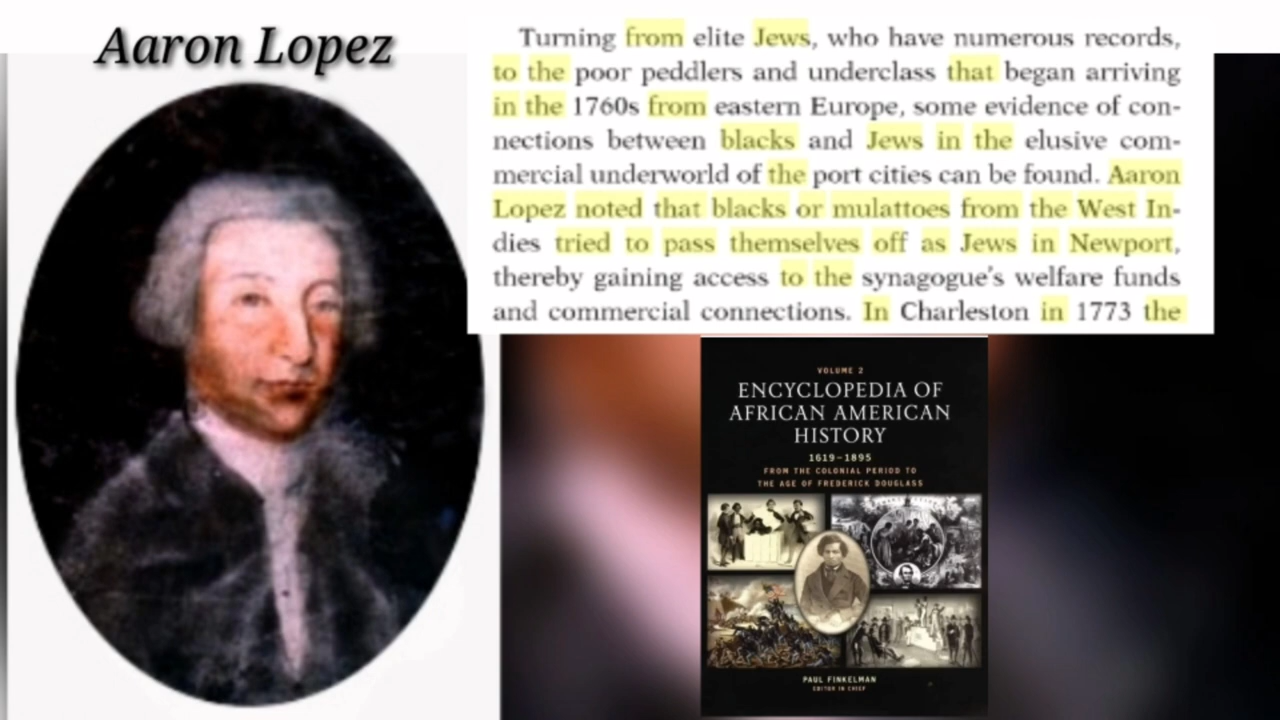 Aaron Lopez
Turning from elite Jews, who have numerous records,
to the poor peddlers and underclass that began arriving
in the 1760s from eastern Europe, some evidence of con-
nections between blacks and Jews in the elusive com-
mercial underworld of the port cities can be found. Aaron
Lopez noted that blacks or mulattoes from the West In-
dies tried to pass themselves off as Jews in Newport,
thereby gaining access to the synagogue's welfare funds
and commercial connections. In Charleston in 1773 the
VOLUME 2
ENCYCLOPEDIA OF
AFRICAN AMERICAN
HISTORY
1619–1895
FROM THE COLONIAL PERIOD TO
THE AGE OF FREDERICK DOUGLASS
PAUL FINKELMAN
EDITOR IN CHIEF